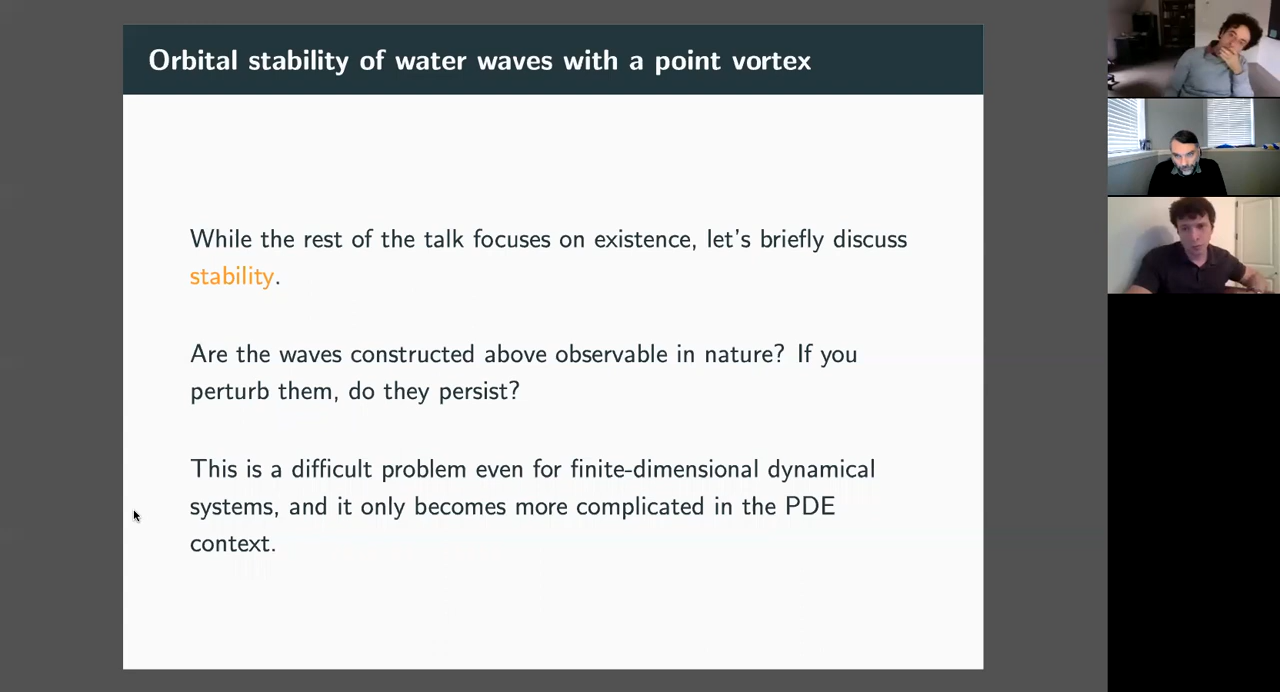 Orbital stability of water waves with a point vortex
While the rest of the talk focuses on existence, let's briefly discuss
stability.
Are the waves constructed above observable in nature? If you
perturb them, do they persist?
This is a difficult problem even for finite-dimensional dynamical
systems, and it only becomes more complicated in the PDE
context.